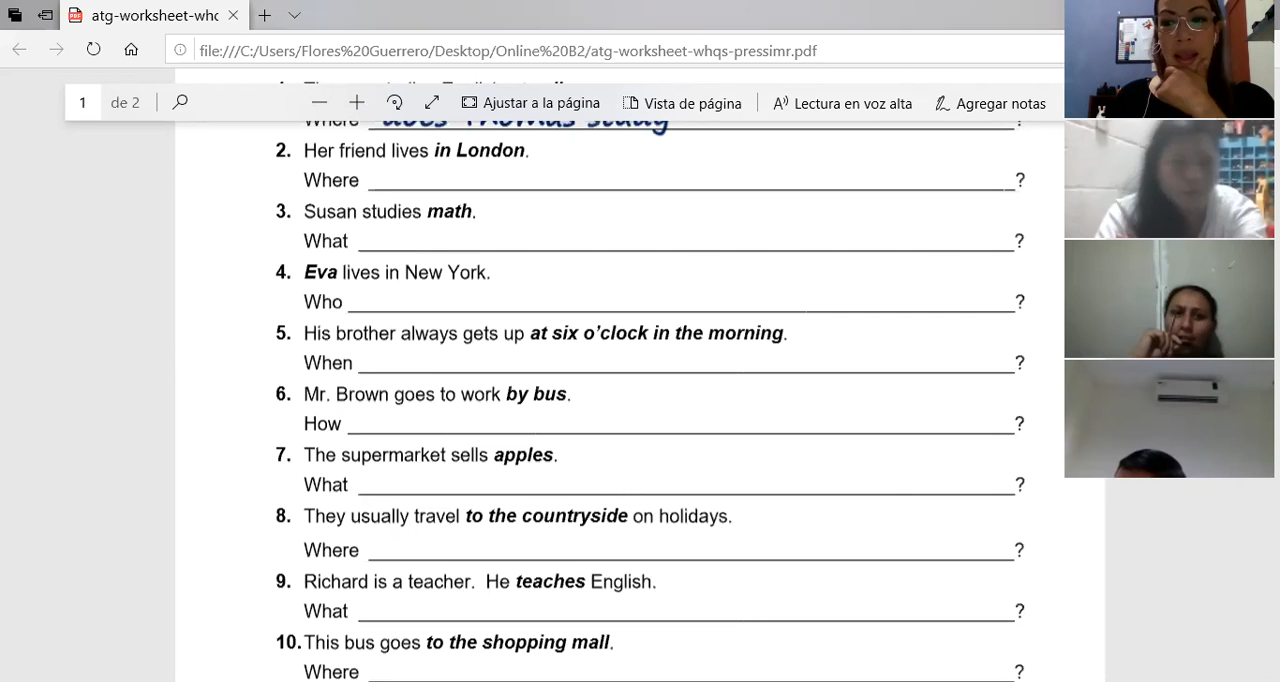 atg-worksheet-whq
file:///C:/Users/Flores%20Guerrero/Desktop/Online%20B2/atg-worksheet-whqs-pressimr.pdf
1 de 2
Ajustar a la página
Vista de página
Lectura en voz alta
Agregar notas
Where does Thomas study ?
2. Her friend lives in London.
Where ?
3. Susan studies math.
What ?
4. Eva lives in New York.
Who ?
5. His brother always gets up at six o’clock in the morning.
When ?
6. Mr. Brown goes to work by bus.
How ?
7. The supermarket sells apples.
What ?
8. They usually travel to the countryside on holidays.
Where ?
9. Richard is a teacher. He teaches English.
What ?
10. This bus goes to the shopping mall.
Where ?